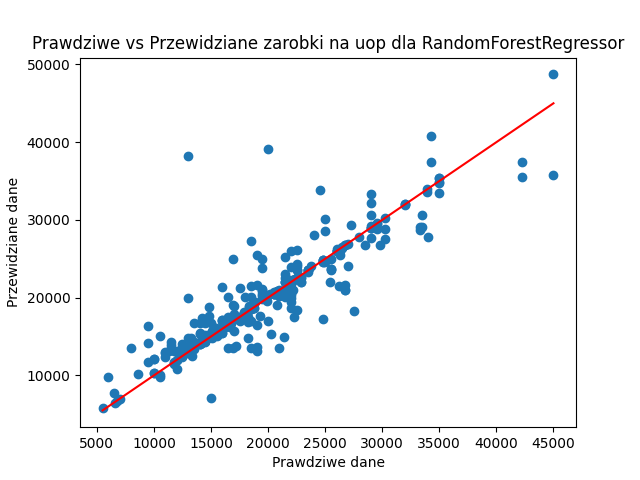 Prawdziwe vs Przewidziane zarobki na uop dla RandomForestRegressor
50000
40000
30000
20000
10000
Przewidziane dane
5000 10000 15000 20000 25000 30000 35000 40000 45000
Prawdziwe dane